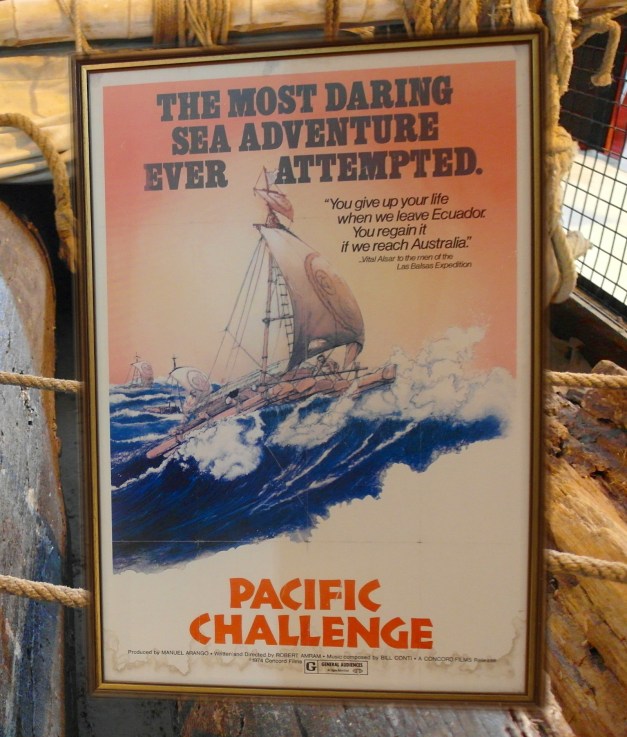 THE MOST DARING
SEA ADVENTURE
EVER ATTEMPTED.
"You give up your life
when we leave Ecuador.
You regain it
if we reach Australia."
..Vital Alsar to the men of the
Las Balsas Expedition
PACIFIC
CHALLENGE
Produced by MANUEL ARANGO • Written and Directed by ROBERT AMRAM • Music composed by BILL CONTI • A CONCORD FILMS Release
©1974 Concord Films G GENERAL AUDIENCES